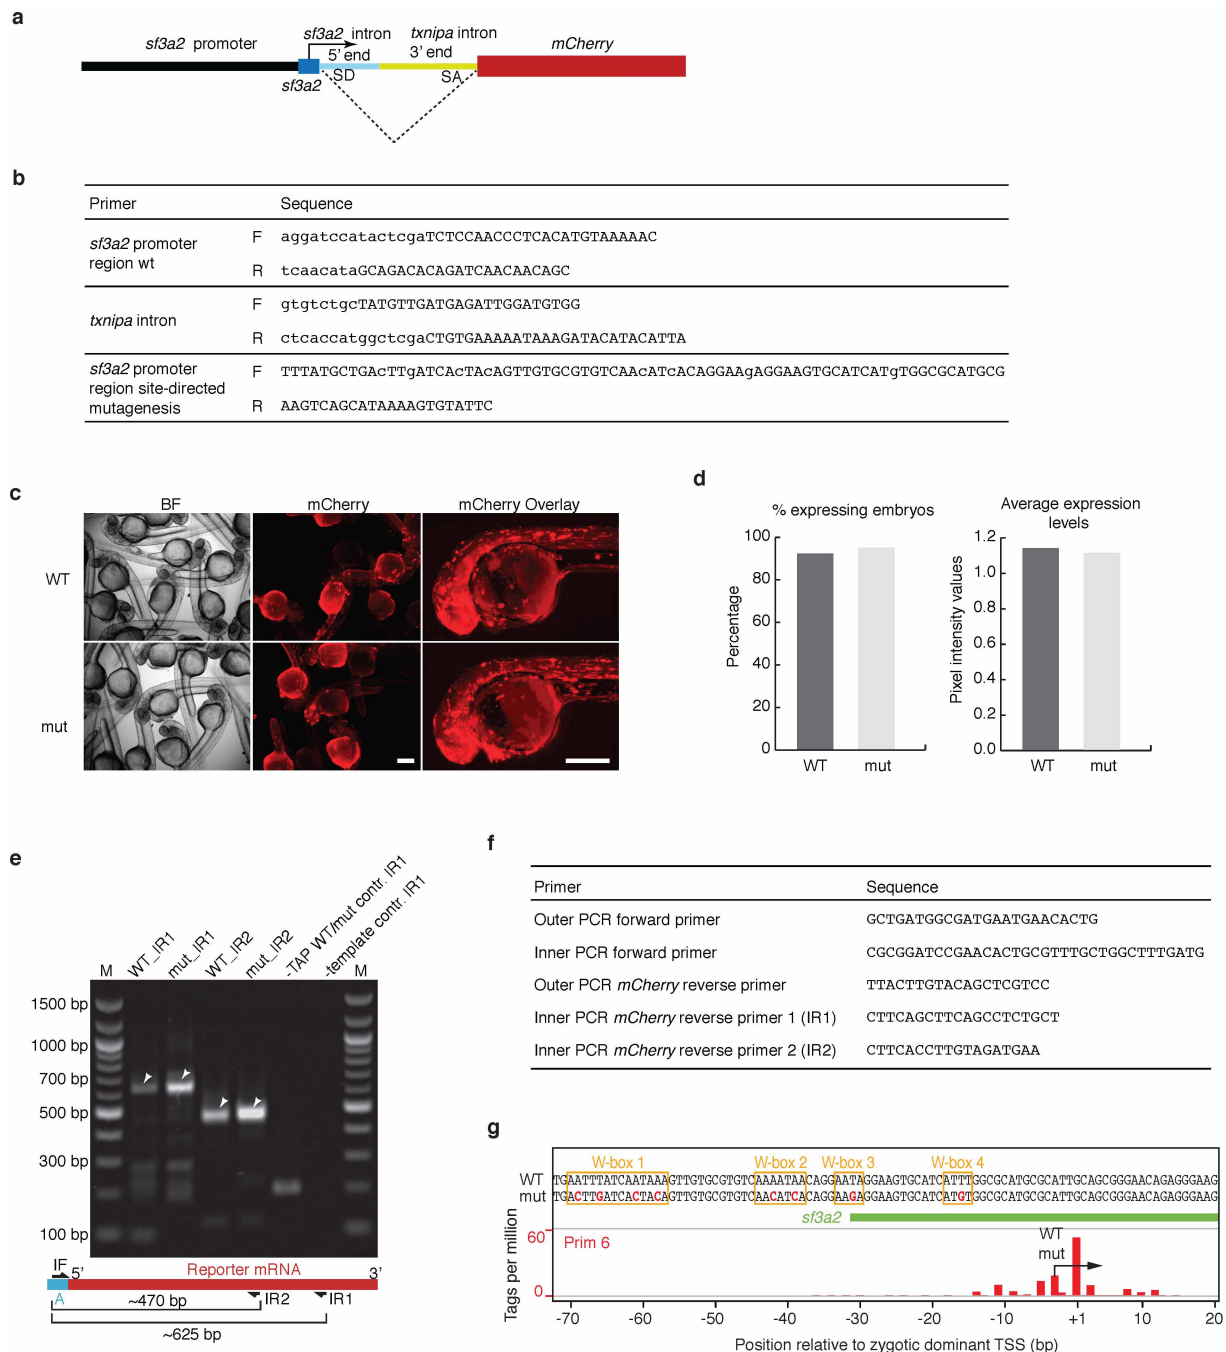 a
sf3a2 promoter
sf3a2 intron
5' end
txnipa intron
3' end
mCherry
SD
SA
sf3a2
b
Primer Sequence
sf3a2 promoter region wt
F aggatccatactcgaTCTCCAACCCTCACATGTAAAAAC
R tcaacataGCAGACACAGATCAACAACAGC
txnipa intron
F gtgtctgcTATGTTGATGAGATTGGATGTGG
R ctcaccatggctcgaCTGTGAAAAATAAAGATACATACATTA
sf3a2 promoter
region site-directed
mutagenesis
F TTTATGCTGAcTTgATCAcTAcAGTTGTGCGTGTCAAcATcACAGGAAgAGGAAGTGCATCATgTGGCGCATGCG
R AAGTCAGCATAAAAGTGTATTC
c
BF mCherry mCherry Overlay
WT
mut
d
% expressing embryos
Percentage
100
80
60
40
20
0
WT mut
Average expression
levels
Pixel intensity values
1.2
1.0
0.8
0.6
0.4
0.2
0.0
WT mut
e
M WT_IR1 mut_IR1 WT_IR2 mut_IR2 -TAP WT/mut contr. IR1 -template contr. IR1 M
1500 bp
1000 bp
700 bp
500 bp
300 bp
100 bp
IF 5' Reporter mRNA 3'
A ~470 bp IR2 IR1
~625 bp
f
Primer Sequence
Outer PCR forward primer GCTGATGGCGATGAATGAACACTG
Inner PCR forward primer CGCGGATCCGAACACTGCGTTTGCTGGCTTTGATG
Outer PCR mCherry reverse primer TTACTTGTACAGCTCGTCC
Inner PCR mCherry reverse primer 1 (IR1) CTTCAGCTTCAGCCTCTGCT
Inner PCR mCherry reverse primer 2 (IR2) CTTCACCTTGTAGATGAA
g
W-box 1 W-box 2 W-box 3 W-box 4
WT TGAATTTATCAATAAAGTTGTGCGTGTCAAAATAACAGGAATAGGAAGTGCATCATTTGGCGCATGCGCATTGCAGCGGGAACAGAGGGAAG
mut TGACTTGATCACTACAGTTGTGCGTGTCAACATCACAGGAAGAGGAAGTGCATCATGTGGCGCATGCGCATTGCAGCGGGAACAGAGGGAAG
sf3a2
Tags per million
60
0
Prim 6
WT
mut
-70 -60 -50 -40 -30 -20 -10 +1 10 20
Position relative to zygotic dominant TSS (bp)